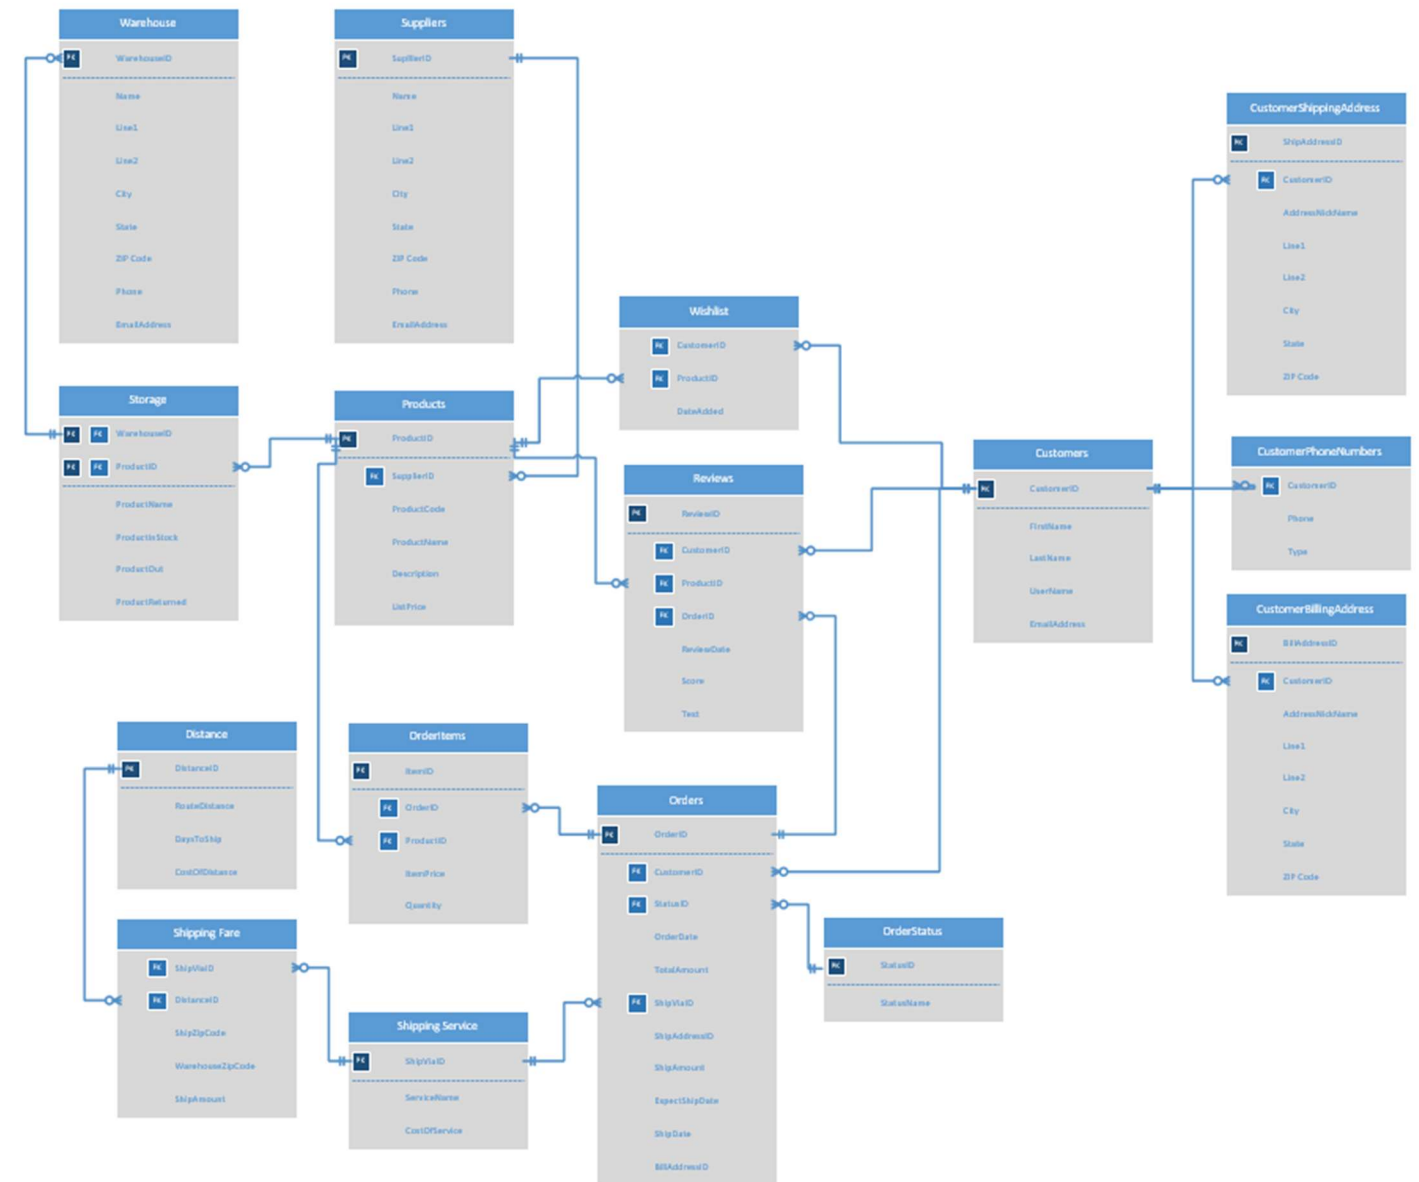 Warehouse
PK WarehouseID
Name
Line1
Line2
City
State
ZIP Code
Phone
EmailAddress
Suppliers
PK SupllierID
Name
Line1
Line2
City
State
ZIP Code
Phone
EmailAddress
Storage
PK FK WarehouseID
PK FK ProductID
ProductName
ProductInStock
ProductOut
ProductReturned
Products
PK ProductID
FK SupplierID
ProductCode
ProductName
Description
ListPrice
Wishlist
FK CustomerID
FK ProductID
DateAdded
Reviews
PK ReviewID
FK CustomerID
FK ProductID
FK OrderID
ReviewDate
Score
Text
Customers
PK CustomerID
FirstName
LastName
UserName
EmailAddress
CustomerShippingAddress
PK ShipAddressID
FK CustomerID
AddressNickName
Line1
Line2
City
State
ZIP Code
CustomerPhoneNumbers
FK CustomerID
Phone
Type
CustomerBillingAddress
PK BillAddressID
FK CustomerID
AddressNickName
Line1
Line2
City
State
ZIP Code
Distance
PK DistanceID
RouteDistance
DaysToShip
CostOfDistance
OrderItems
PK ItemID
FK OrderID
FK ProductID
ItemPrice
Quantity
Orders
PK OrderID
FK CustomerID
FK StatusID
OrderDate
TotalAmount
FK ShipViaID
ShipAddressID
ShipAmount
ExpectShipDate
ShipDate
BillAddressID
OrderStatus
PK StatusID
StatusName
Shipping Fare
FK ShipViaID
FK DistanceID
ShipZipCode
WarehouseZipCode
ShipAmount
Shipping Service
PK ShipViaID
ServiceName
CostOfService